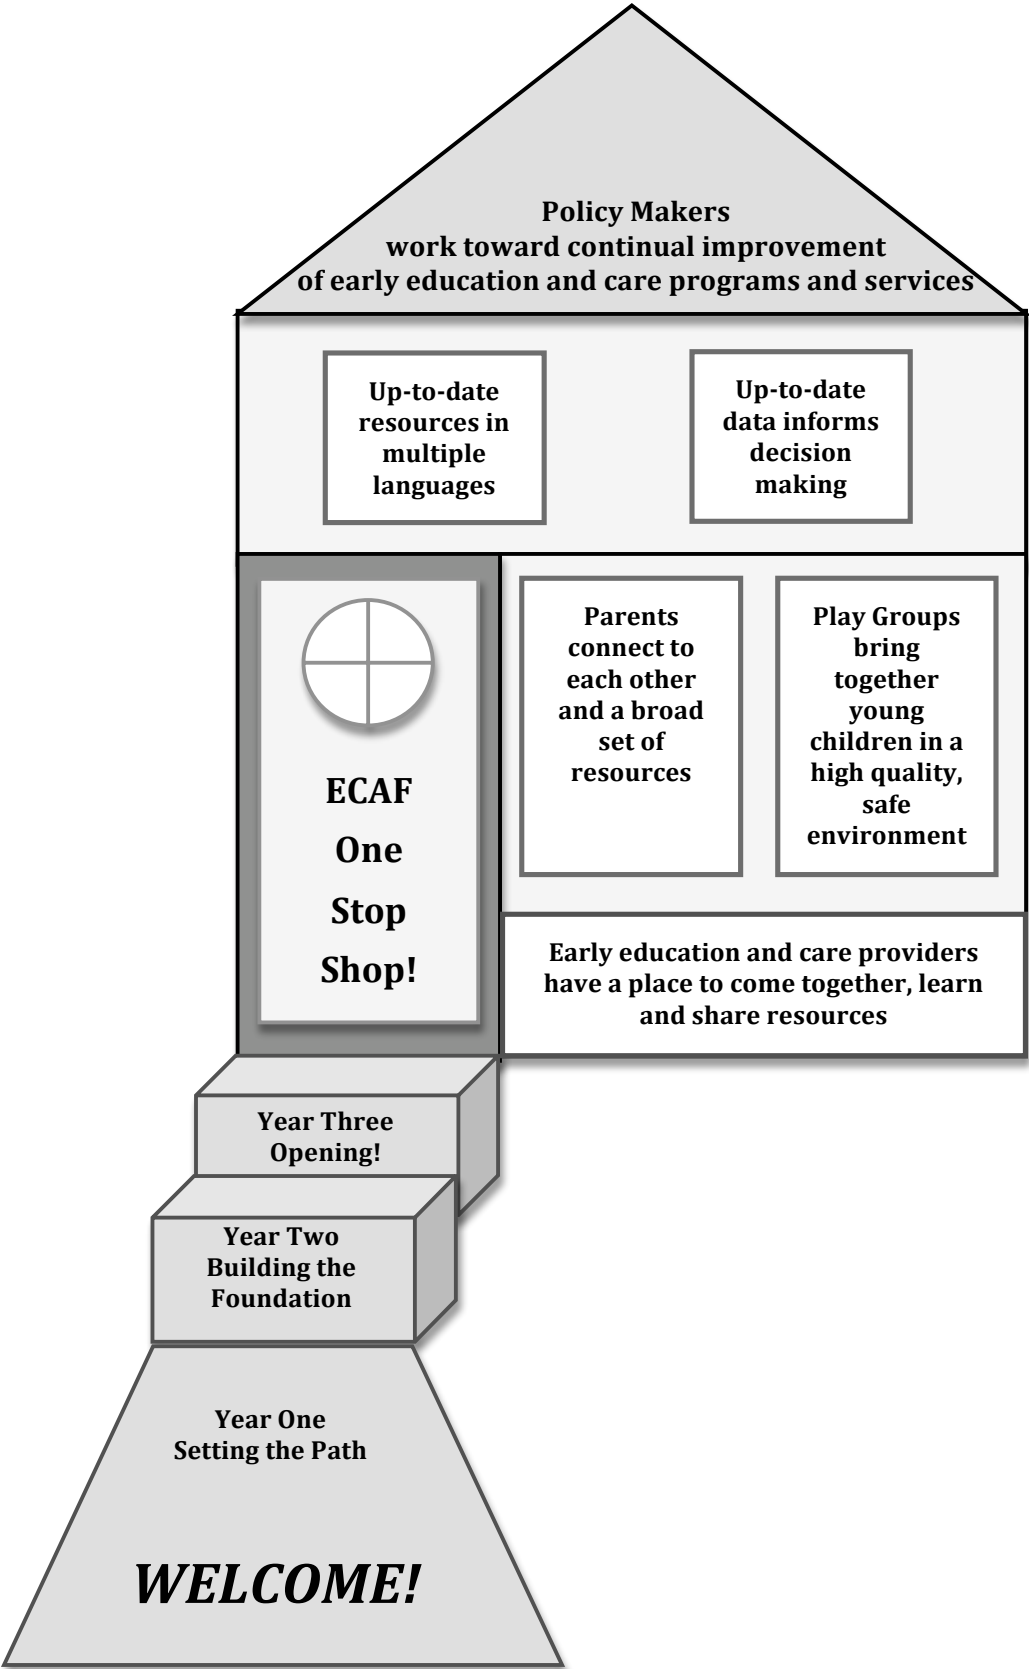 Policy Makers
work toward continual improvement
of early education and care programs and services
Up-to-date
resources in
multiple
languages
Up-to-date
data informs
decision
making
ECAF
One
Stop
Shop!
Parents
connect to
each other
and a broad
set of
resources
Play Groups
bring
together
young
children in a
high quality,
safe
environment
Early education and care providers
have a place to come together, learn
and share resources
Year Three
Opening!
Year Two
Building the
Foundation
Year One
Setting the Path
WELCOME!